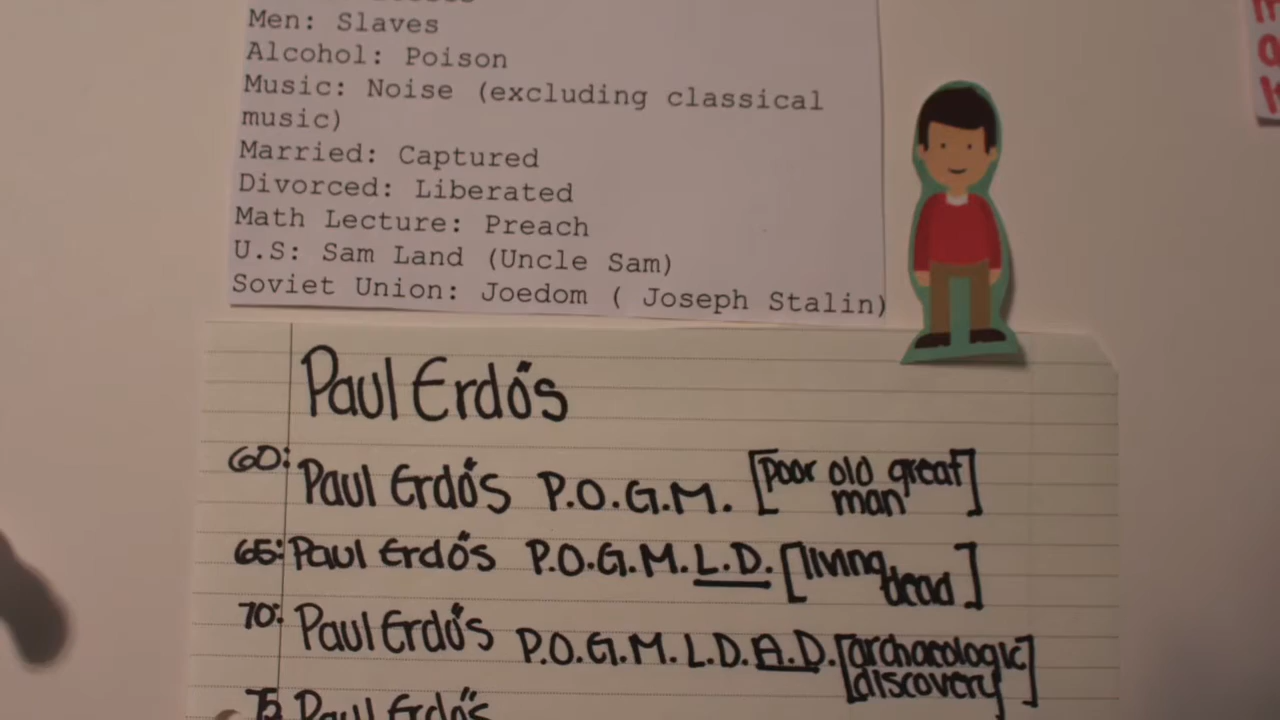 Men: Slaves
Alcohol: Poison
Music: Noise (excluding classical
music)
Married: Captured
Divorced: Liberated
Math Lecture: Preach
U.S: Sam Land (Uncle Sam)
Soviet Union: Joedom ( Joseph Stalin)
Paul Erdős
60: Paul Erdős P.O.G.M. [poor old great
man]
65: Paul Erdős P.O.G.M.L.D. [living
dead]
70: Paul Erdős P.O.G.M.L.D.A.D. [archaeologic
discovery]
75 Paul Erdős